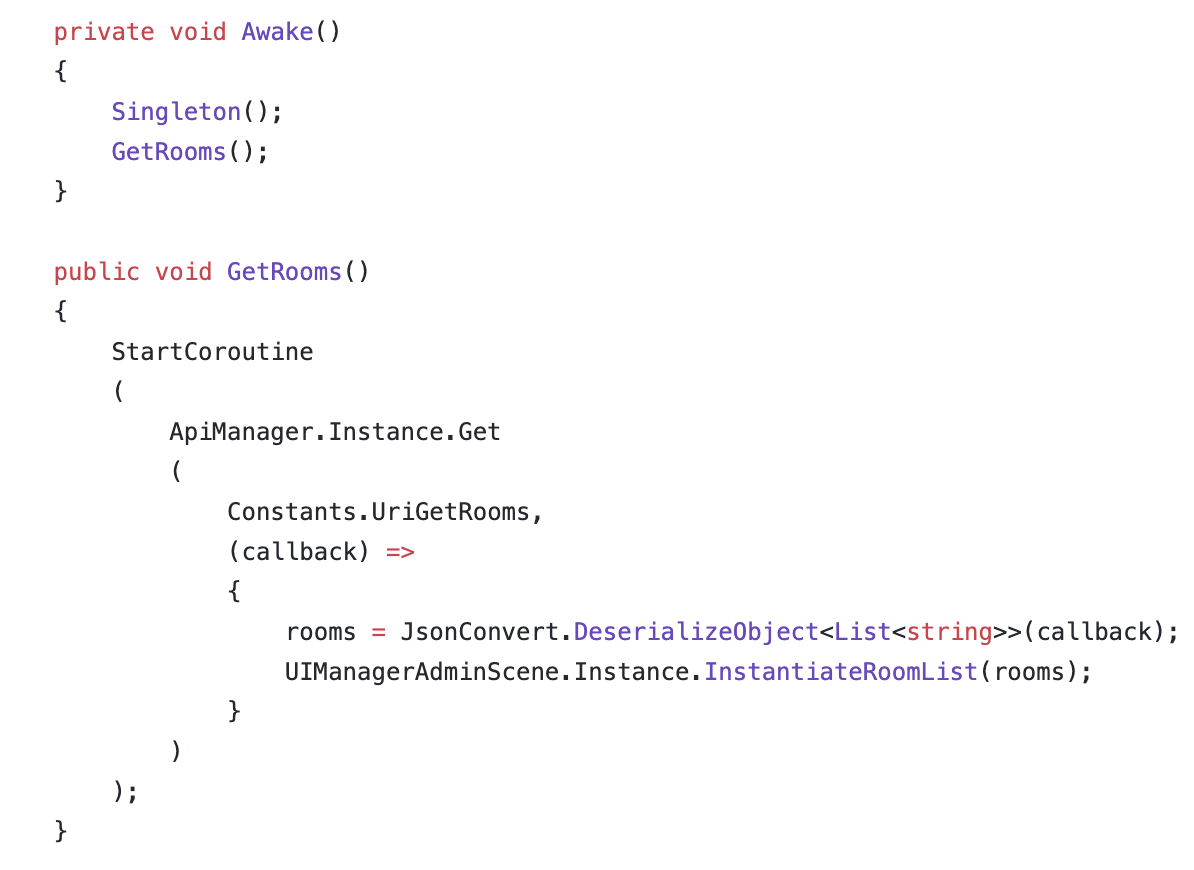 private void Awake()
{
    Singleton();
    GetRooms();
}

public void GetRooms()
{
    StartCoroutine
    (
        ApiManager.Instance.Get
        (
            Constants.UriGetRooms,
            (callback) =>
            {
                rooms = JsonConvert.DeserializeObject<List<string>>(callback);
                UIManagerAdminScene.Instance.InstantiateRoomList(rooms);
            }
        )
    );
}